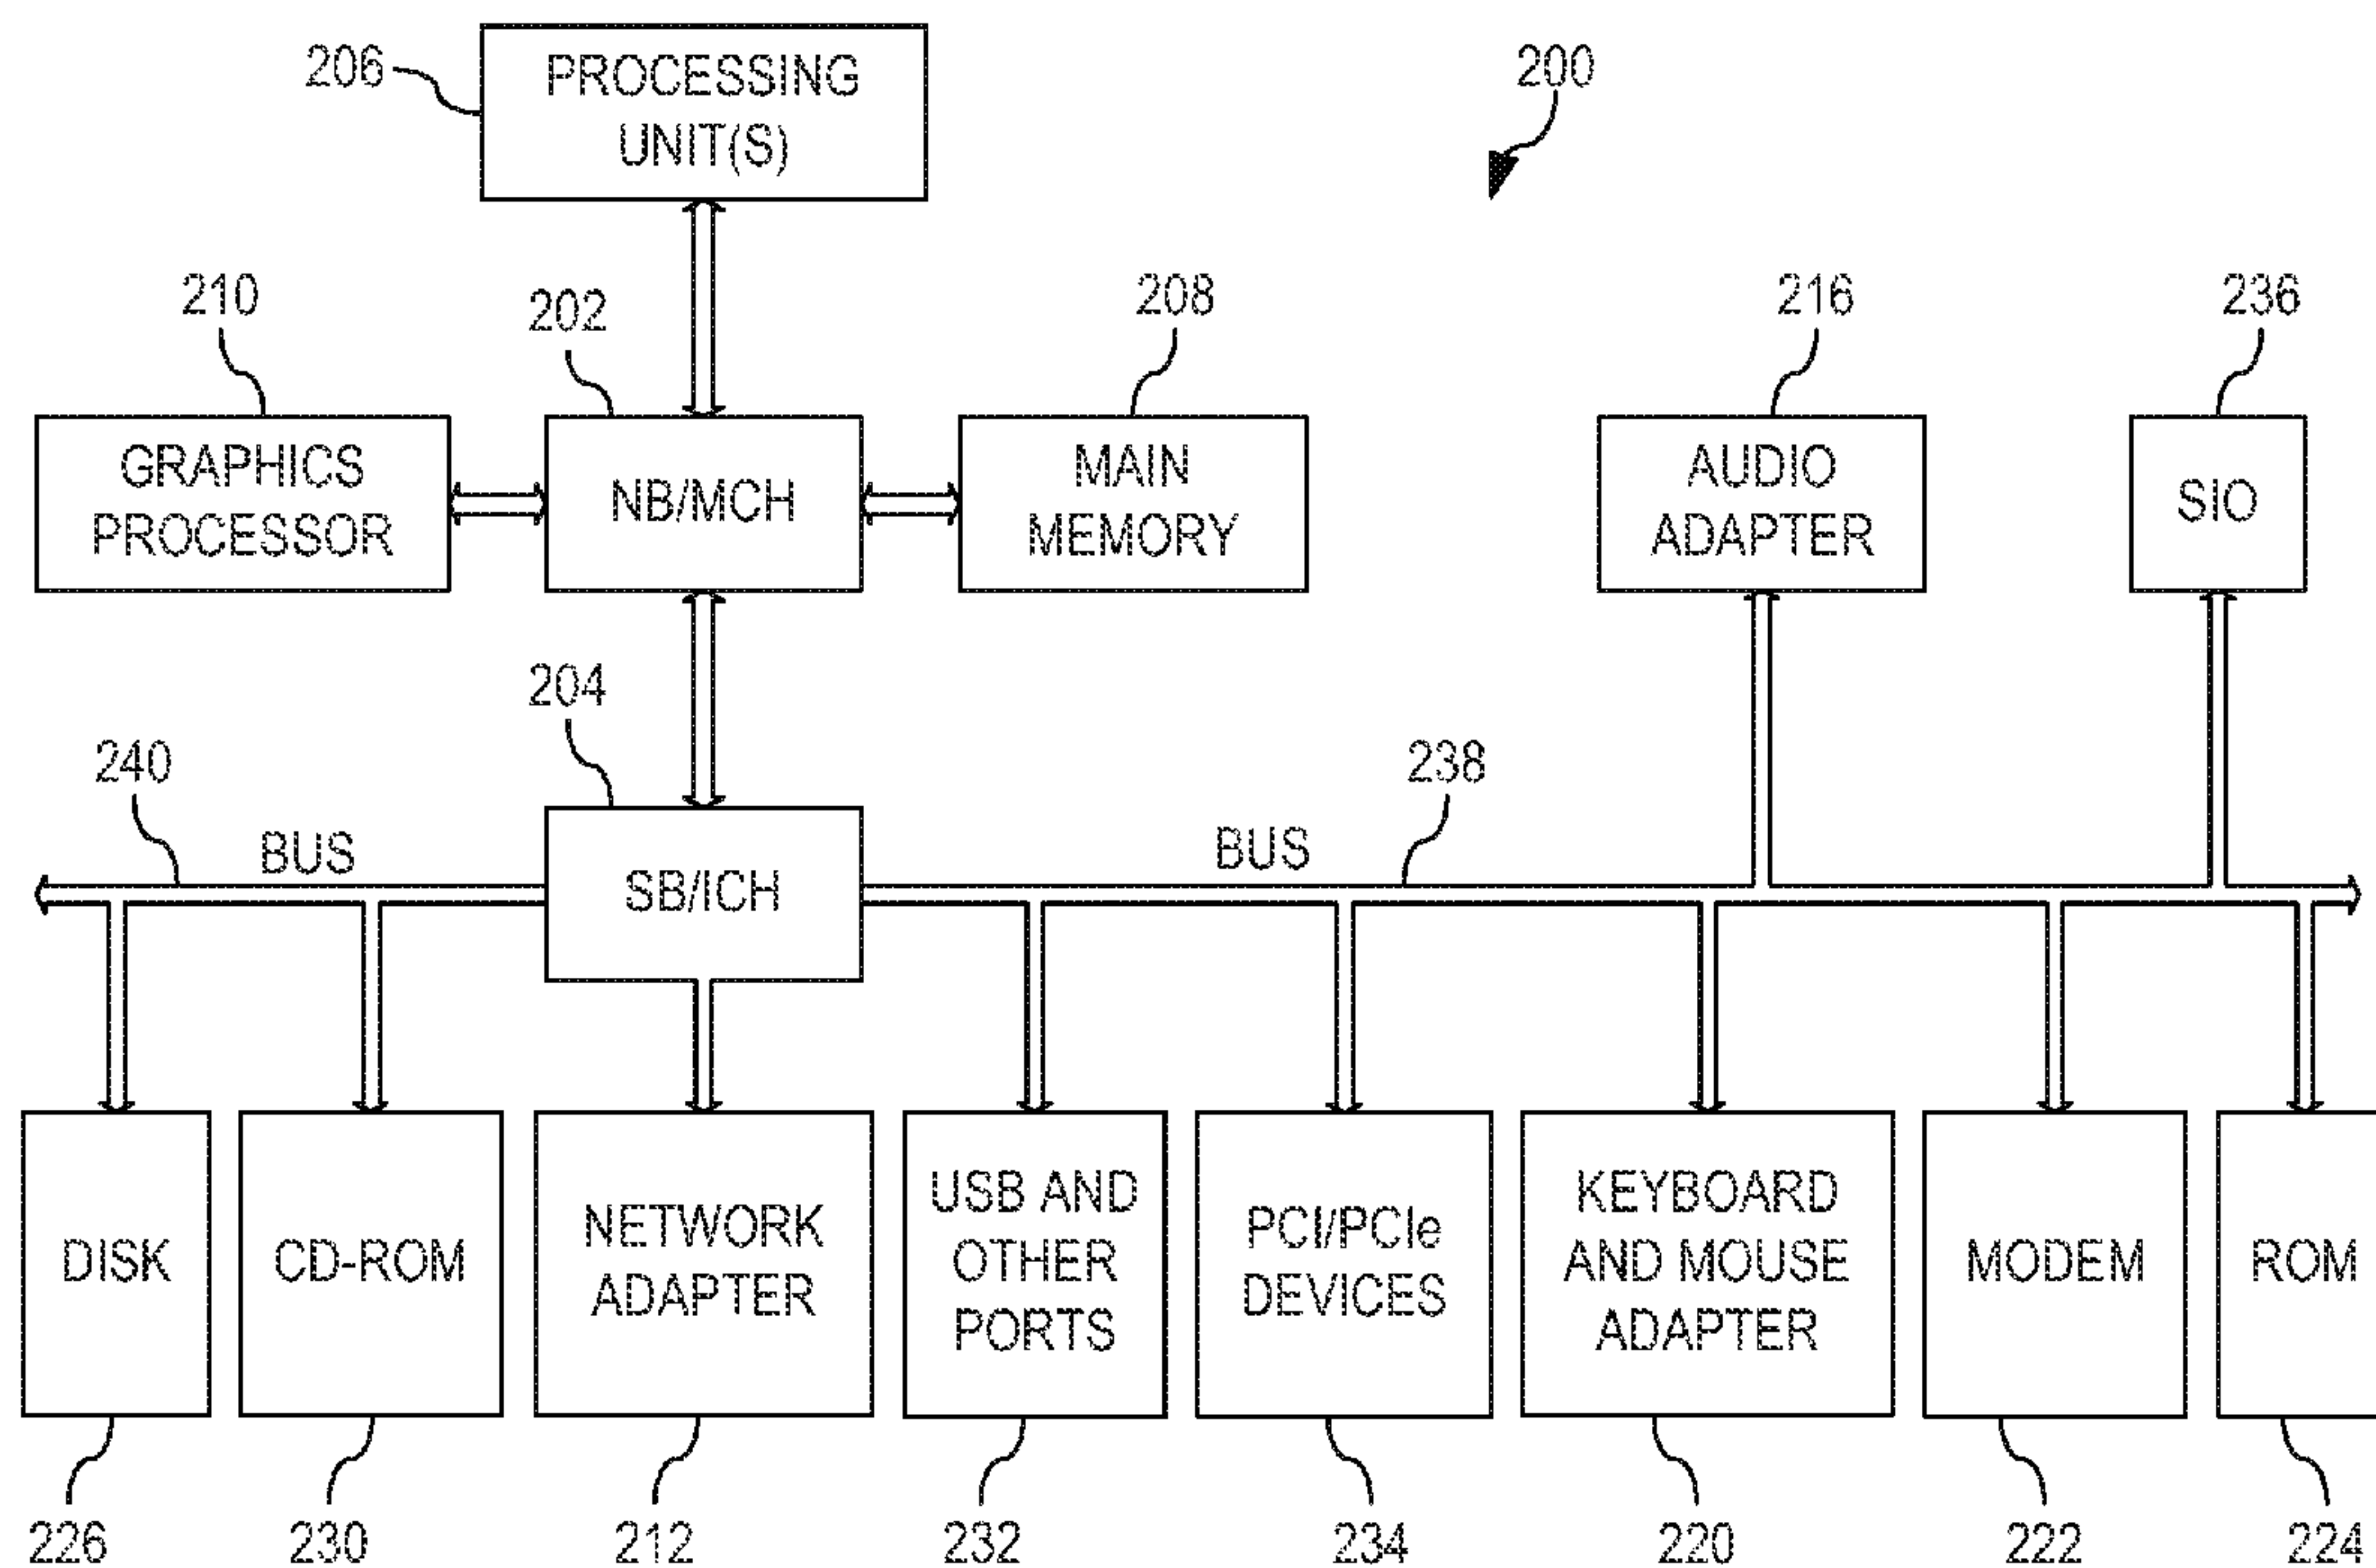 206
PROCESSING
UNIT(S)
200
210
202
208
216
236
GRAPHICS
PROCESSOR
NB/MCH
MAIN
MEMORY
AUDIO
ADAPTER
SIO
204
240
238
BUS
BUS
SB/ICH
DISK
CD-ROM
NETWORK
ADAPTER
USB AND
OTHER
PORTS
PCI/PCIe
DEVICES
KEYBOARD
AND MOUSE
ADAPTER
MODEM
ROM
226
230
212
232
234
220
222
224